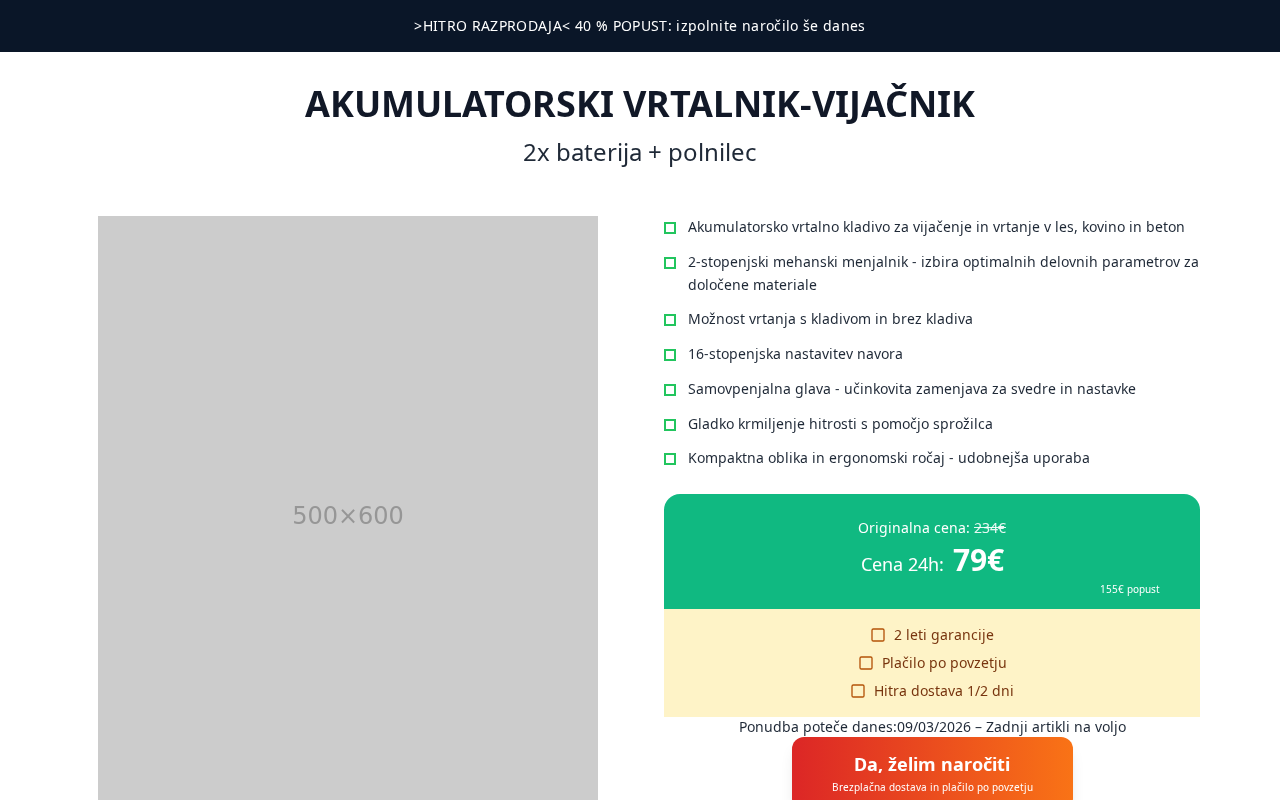 >HITRO RAZPRODAJA< 40 % POPUST: izpolnite naročilo še danes
AKUMULATORSKI VRTALNIK-VIJAČNIK
2x baterija + polnilec
500×600
Akumulatorsko vrtalno kladivo za vijačenje in vrtanje v les, kovino in beton
2-stopenjski mehanski menjalnik - izbira optimalnih delovnih parametrov za
določene materiale
Možnost vrtanja s kladivom in brez kladiva
16-stopenjska nastavitev navora
Samovpenjalna glava - učinkovita zamenjava za svedre in nastavke
Gladko krmiljenje hitrosti s pomočjo sprožilca
Kompaktna oblika in ergonomski ročaj - udobnejša uporaba
Originalna cena: 234€
Cena 24h: 79€
155€ popust
2 leti garancije
Plačilo po povzetju
Hitra dostava 1/2 dni
Ponudba poteče danes:09/03/2026 – Zadnji artikli na voljo
Da, želim naročiti
Brezplačna dostava in plačilo po povzetju